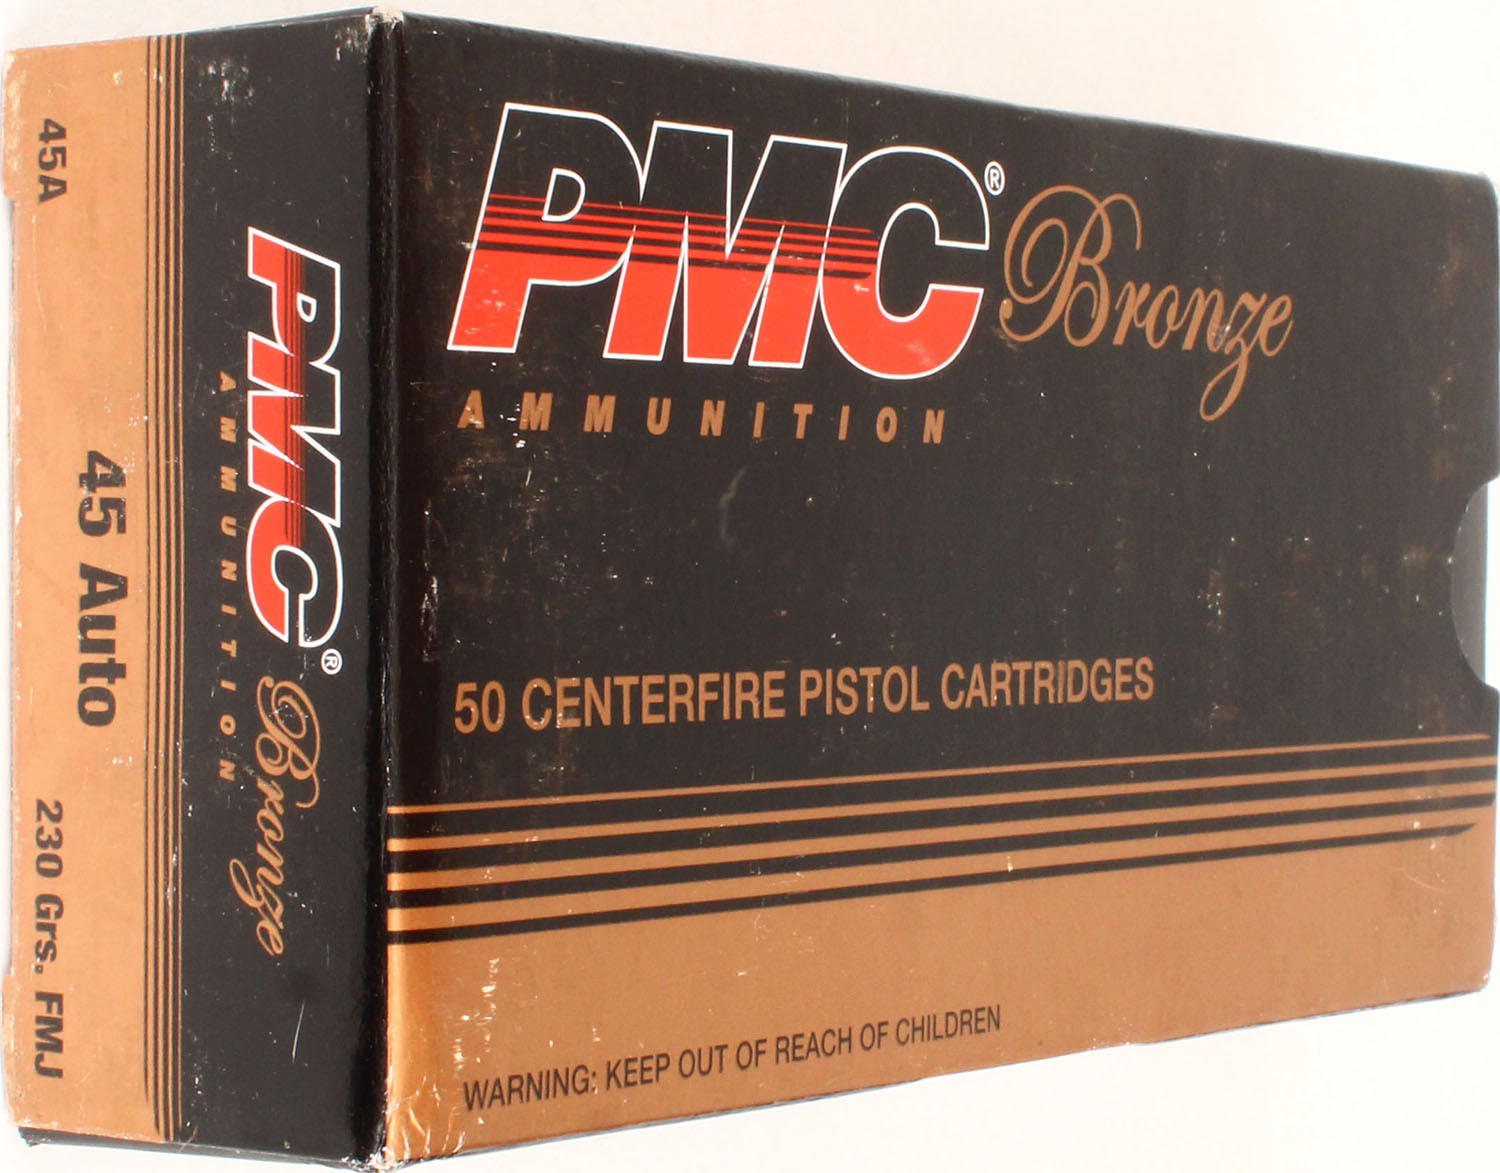 PMC® Bronze
AMMUNITION
50 CENTERFIRE PISTOL CARTRIDGES
WARNING: KEEP OUT OF REACH OF CHILDREN
PMC® Bronze
AMMUNITION
45A
45 Auto
230 Grs. FMJ